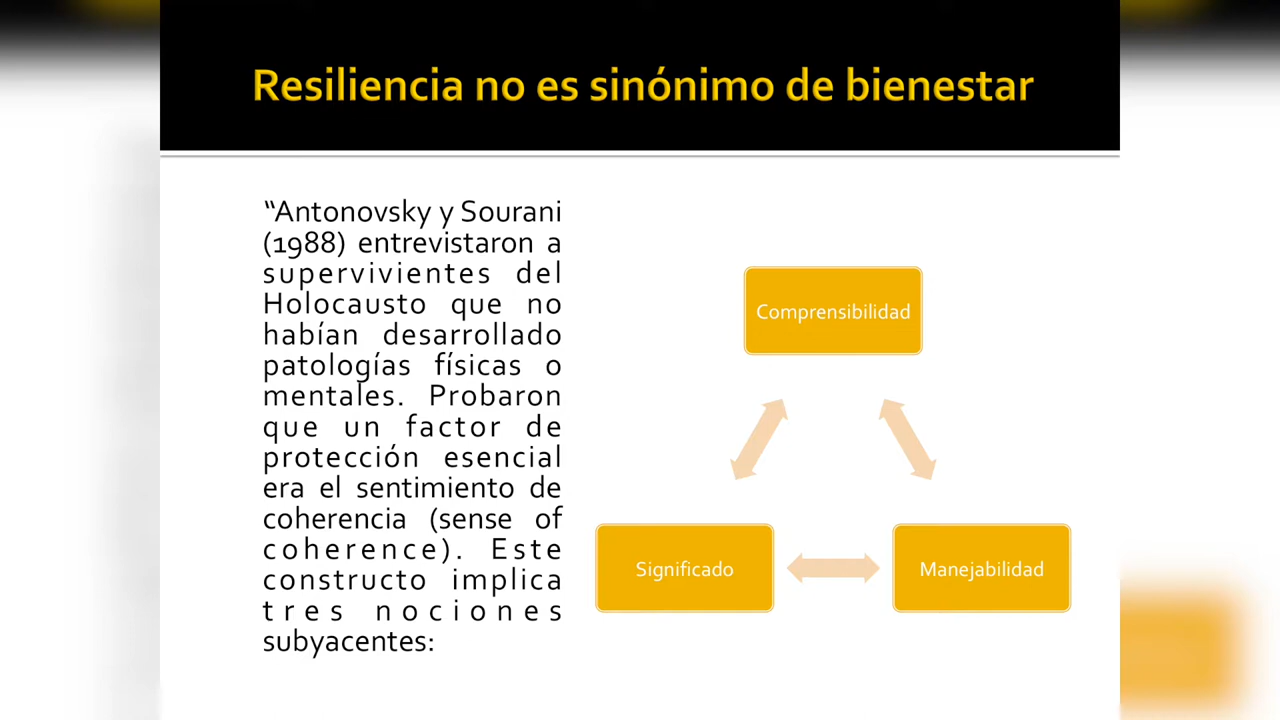 Resiliencia no es sinónimo de bienestar
“Antonovsky y Sourani
(1988) entrevistaron a
supervivientes del
Holocausto que no
habían desarrollado
patologías físicas o
mentales. Probaron
que un factor de
protección esencial
era el sentimiento de
coherencia (sense of
coherence). Este
constructo implica
tres nociones
subyacentes:
Comprensibilidad
Significado
Manejabilidad